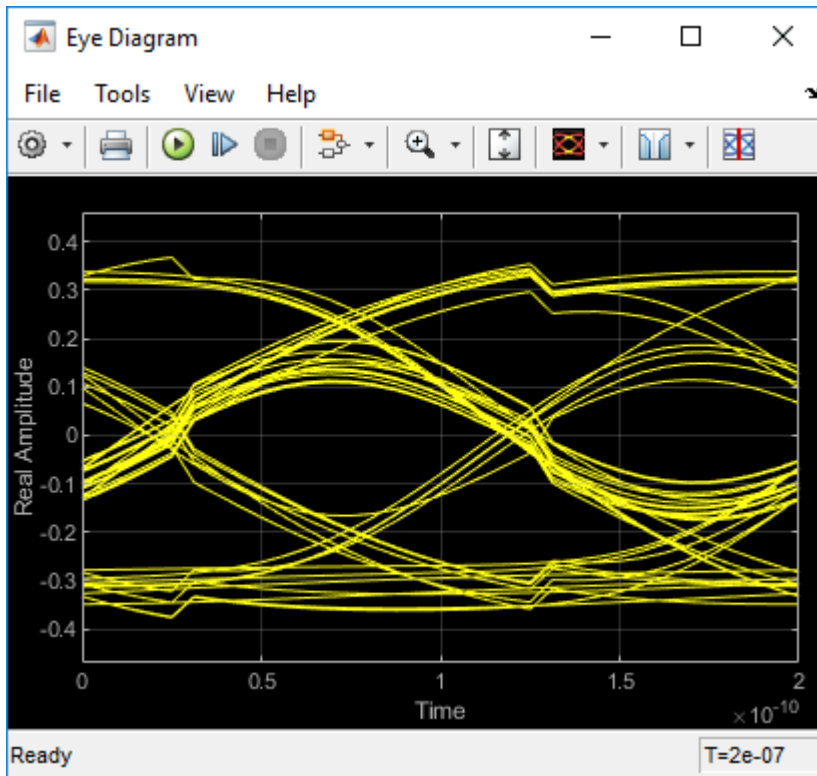 Eye Diagram
File Tools View Help
0.4
0.3
0.2
0.1
0
-0.1
-0.2
-0.3
-0.4
Real Amplitude
0 0.5 1 1.5 2
Time
×10⁻¹⁰
Ready T=2e-07